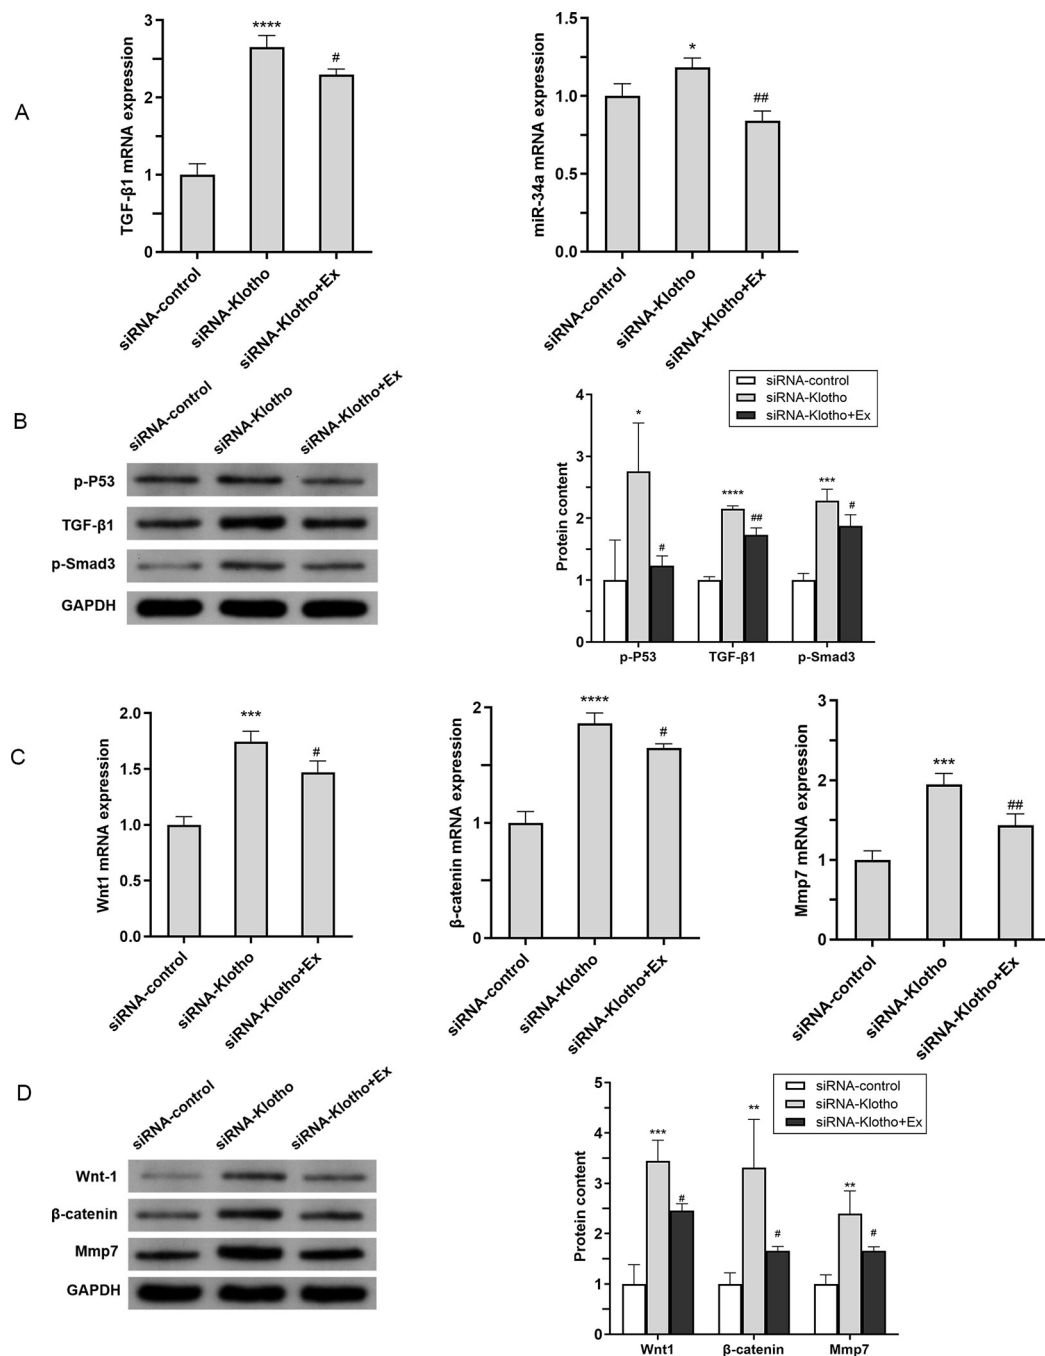 A
TGF-β1 mRNA expression
3
2
1
0
****
#
siRNA-control
siRNA-Klotho
siRNA-Klotho+Ex
miR-34a mRNA expression
1.5
1.0
0.5
0.0
*
##
siRNA-control
siRNA-Klotho
siRNA-Klotho+Ex
B
siRNA-control
siRNA-Klotho
siRNA-Klotho+Ex
p-P53
TGF-β1
p-Smad3
GAPDH
siRNA-control
siRNA-Klotho
siRNA-Klotho+Ex
Protein content
4
3
2
1
0
*
#
****
##
***
#
p-P53
TGF-β1
p-Smad3
C
Wnt1 mRNA expression
2.0
1.5
1.0
0.5
0.0
***
#
siRNA-control
siRNA-Klotho
siRNA-Klotho+Ex
β-catenin mRNA expression
2
1
0
****
#
siRNA-control
siRNA-Klotho
siRNA-Klotho+Ex
Mmp7 mRNA expression
3
2
1
0
***
##
siRNA-control
siRNA-Klotho
siRNA-Klotho+Ex
D
siRNA-control
siRNA-Klotho
siRNA-Klotho+Ex
Wnt-1
β-catenin
Mmp7
GAPDH
siRNA-control
siRNA-Klotho
siRNA-Klotho+Ex
Protein content
5
4
3
2
1
0
***
#
**
#
**
#
Wnt1
β-catenin
Mmp7